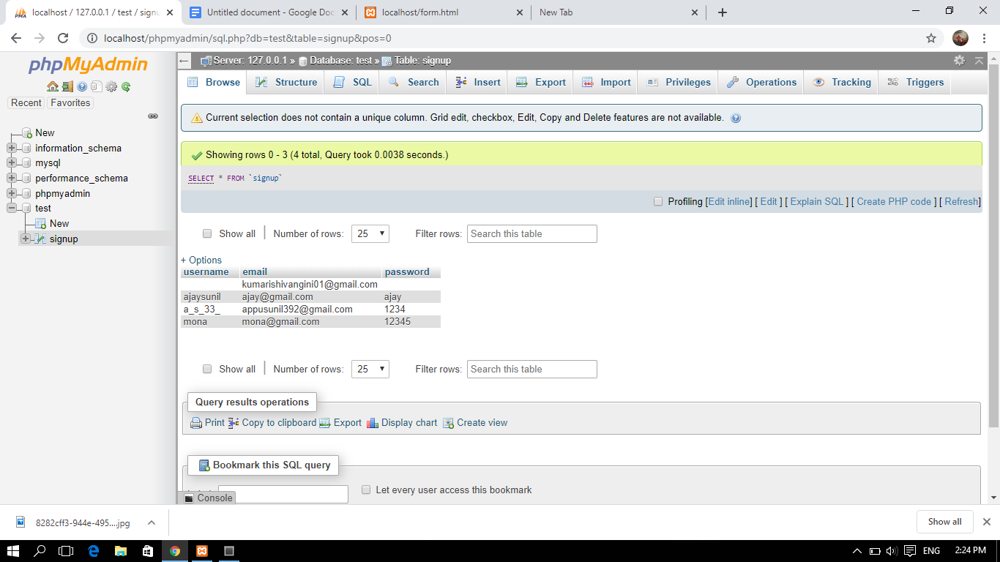 localhost / 127.0.0.1 / test / signu
Untitled document - Google Doc
localhost/form.html
New Tab
localhost/phpmyadmin/sql.php?db=test&table=signup&pos=0
phpMyAdmin
Recent Favorites
New
information_schema
mysql
performance_schema
phpmyadmin
test
New
signup
Server: 127.0.0.1 » Database: test » Table: signup
Browse Structure SQL Search Insert Export Import Privileges Operations Tracking Triggers
Current selection does not contain a unique column. Grid edit, checkbox, Edit, Copy and Delete features are not available.
Showing rows 0 - 3 (4 total, Query took 0.0038 seconds.)
SELECT * FROM `signup`
Profiling [Edit inline] [ Edit ] [ Explain SQL ] [ Create PHP code ] [ Refresh]
Show all Number of rows: 25 Filter rows: Search this table
+ Options
username email password
kumarishivangini01@gmail.com
ajaysunil ajay@gmail.com ajay
a_s_33_ appusunil392@gmail.com 1234
mona mona@gmail.com 12345
Show all Number of rows: 25 Filter rows: Search this table
Query results operations
Print Copy to clipboard Export Display chart Create view
Bookmark this SQL query
Let every user access this bookmark
Console
8282cff3-944e-495....jpg
Show all
ENG 2:24 PM